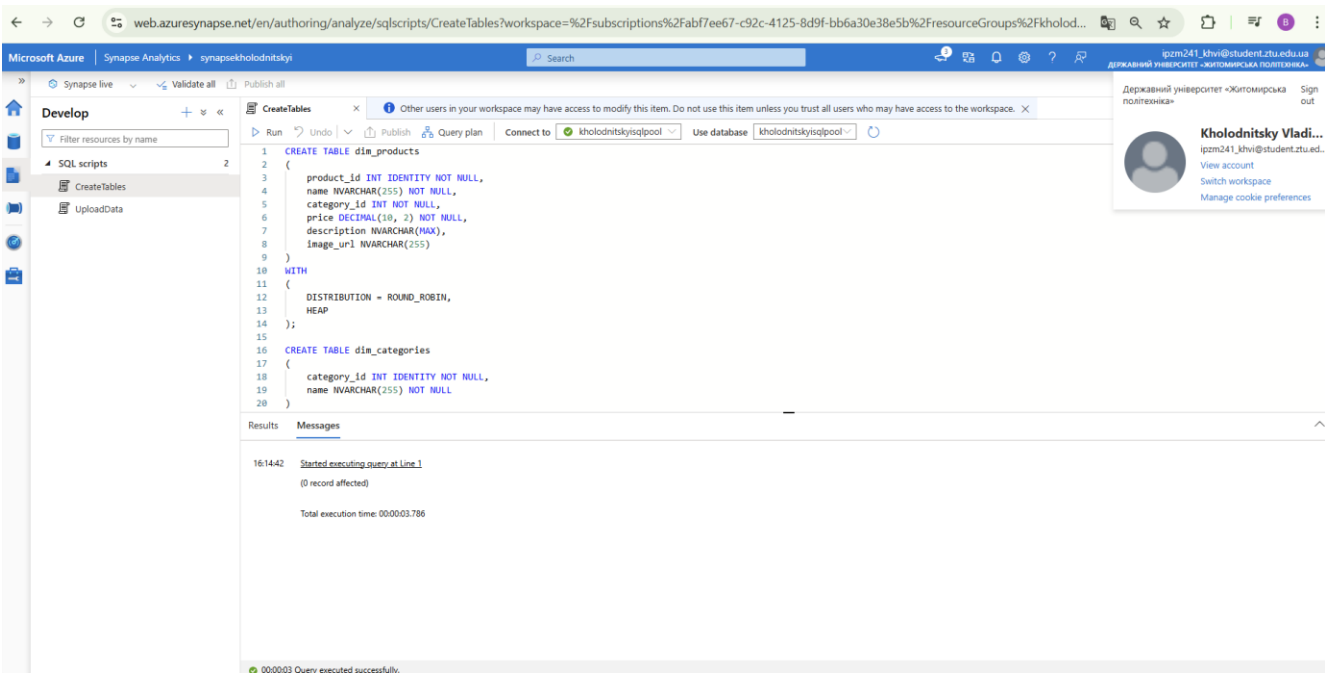 web.azuresynapse.net/en/authoring/analyze/sqlscripts/CreateTables?workspace=%2Fsubscriptions%2Fabf7ee67-c92c-4125-8d9f-bb6a30e38e5b%2FresourceGroups%2Fkholod...
B
Microsoft Azure | Synapse Analytics ▸ synapsekholodnitskyi
Search
3
ipzm241_khvi@student.ztu.edu.ua
ДЕРЖАВНИЙ УНІВЕРСИТЕТ «ЖИТОМИРСЬКА ПОЛІТЕХНІКА»
Synapse live
Validate all
Publish all
Державний університет «Житомирська
політехніка»
Sign
out
Kholodnitsky Vladi...
ipzm241_khvi@student.ztu.ed...
View account
Switch workspace
Manage cookie preferences
Develop
Filter resources by name
SQL scripts 2
CreateTables
UploadData
CreateTables
Other users in your workspace may have access to modify this item. Do not use this item unless you trust all users who may have access to the workspace.
Run Undo Publish Query plan Connect to kholodnitskyisqlpool Use database kholodnitskyisqlpool
1 CREATE TABLE dim_products
2 (
3 product_id INT IDENTITY NOT NULL,
4 name NVARCHAR(255) NOT NULL,
5 category_id INT NOT NULL,
6 price DECIMAL(10, 2) NOT NULL,
7 description NVARCHAR(MAX),
8 image_url NVARCHAR(255)
9 )
10 WITH
11 (
12 DISTRIBUTION = ROUND_ROBIN,
13 HEAP
14 );
15
16 CREATE TABLE dim_categories
17 (
18 category_id INT IDENTITY NOT NULL,
19 name NVARCHAR(255) NOT NULL
20 )
Results Messages
16:14:42 Started executing query at Line 1
(0 record affected)
Total execution time: 00:00:03.786
00:00:03 Query executed successfully.